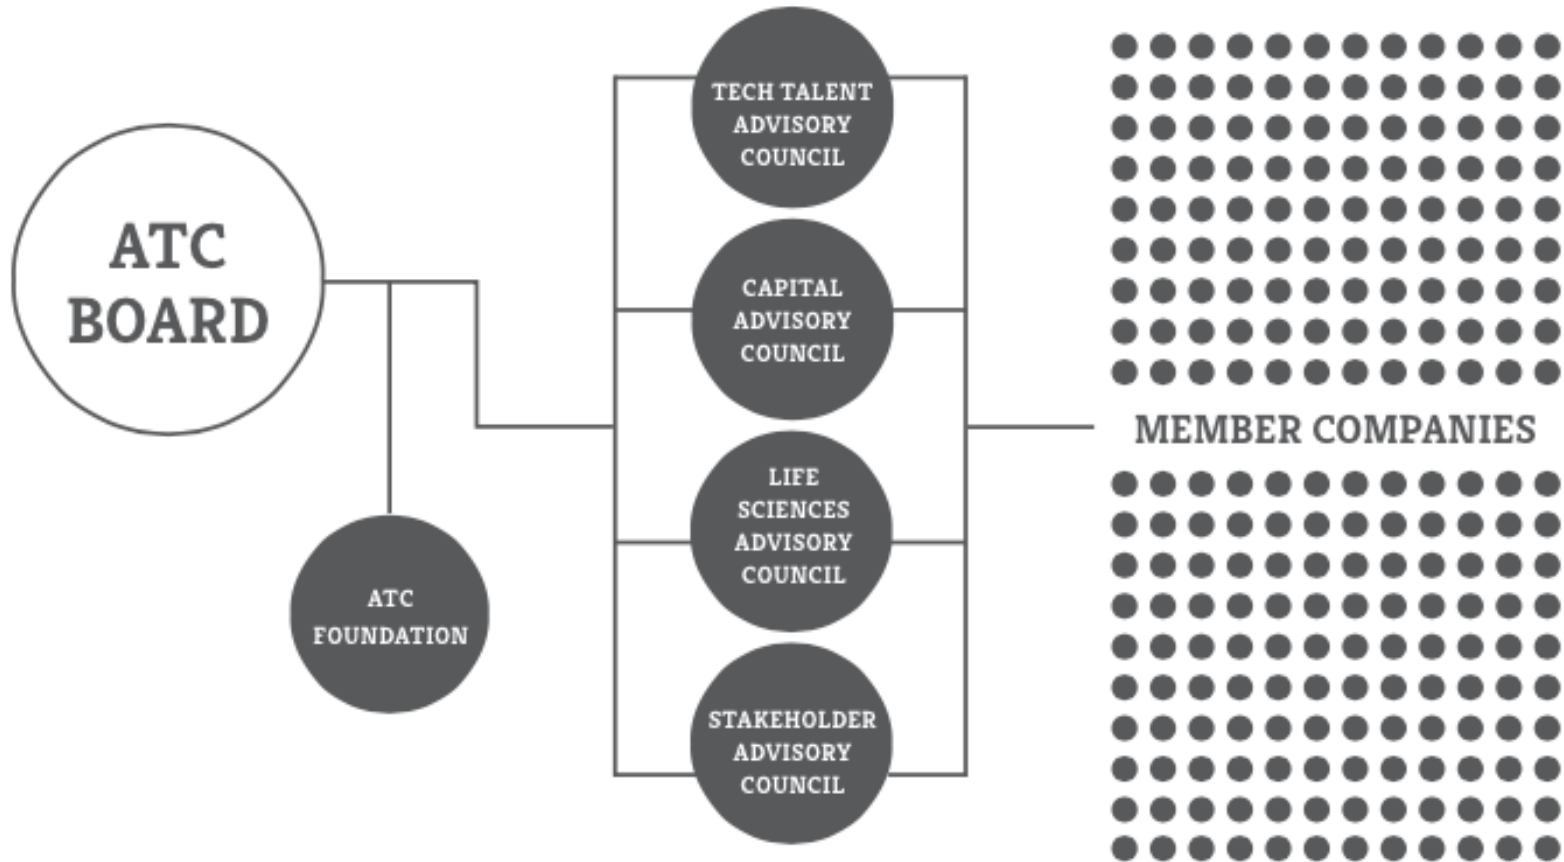 ATC
BOARD
ATC
FOUNDATION
TECH TALENT
ADVISORY
COUNCIL
CAPITAL
ADVISORY
COUNCIL
LIFE
SCIENCES
ADVISORY
COUNCIL
STAKEHOLDER
ADVISORY
COUNCIL
MEMBER COMPANIES